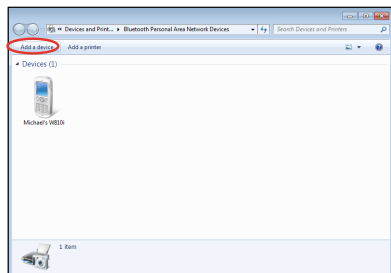 « Devices and Print... ▸ Bluetooth Personal Area Network Devices
Search Devices and Printers
Add a device
Add a printer
Devices (1)
Michael's W810i
1 item